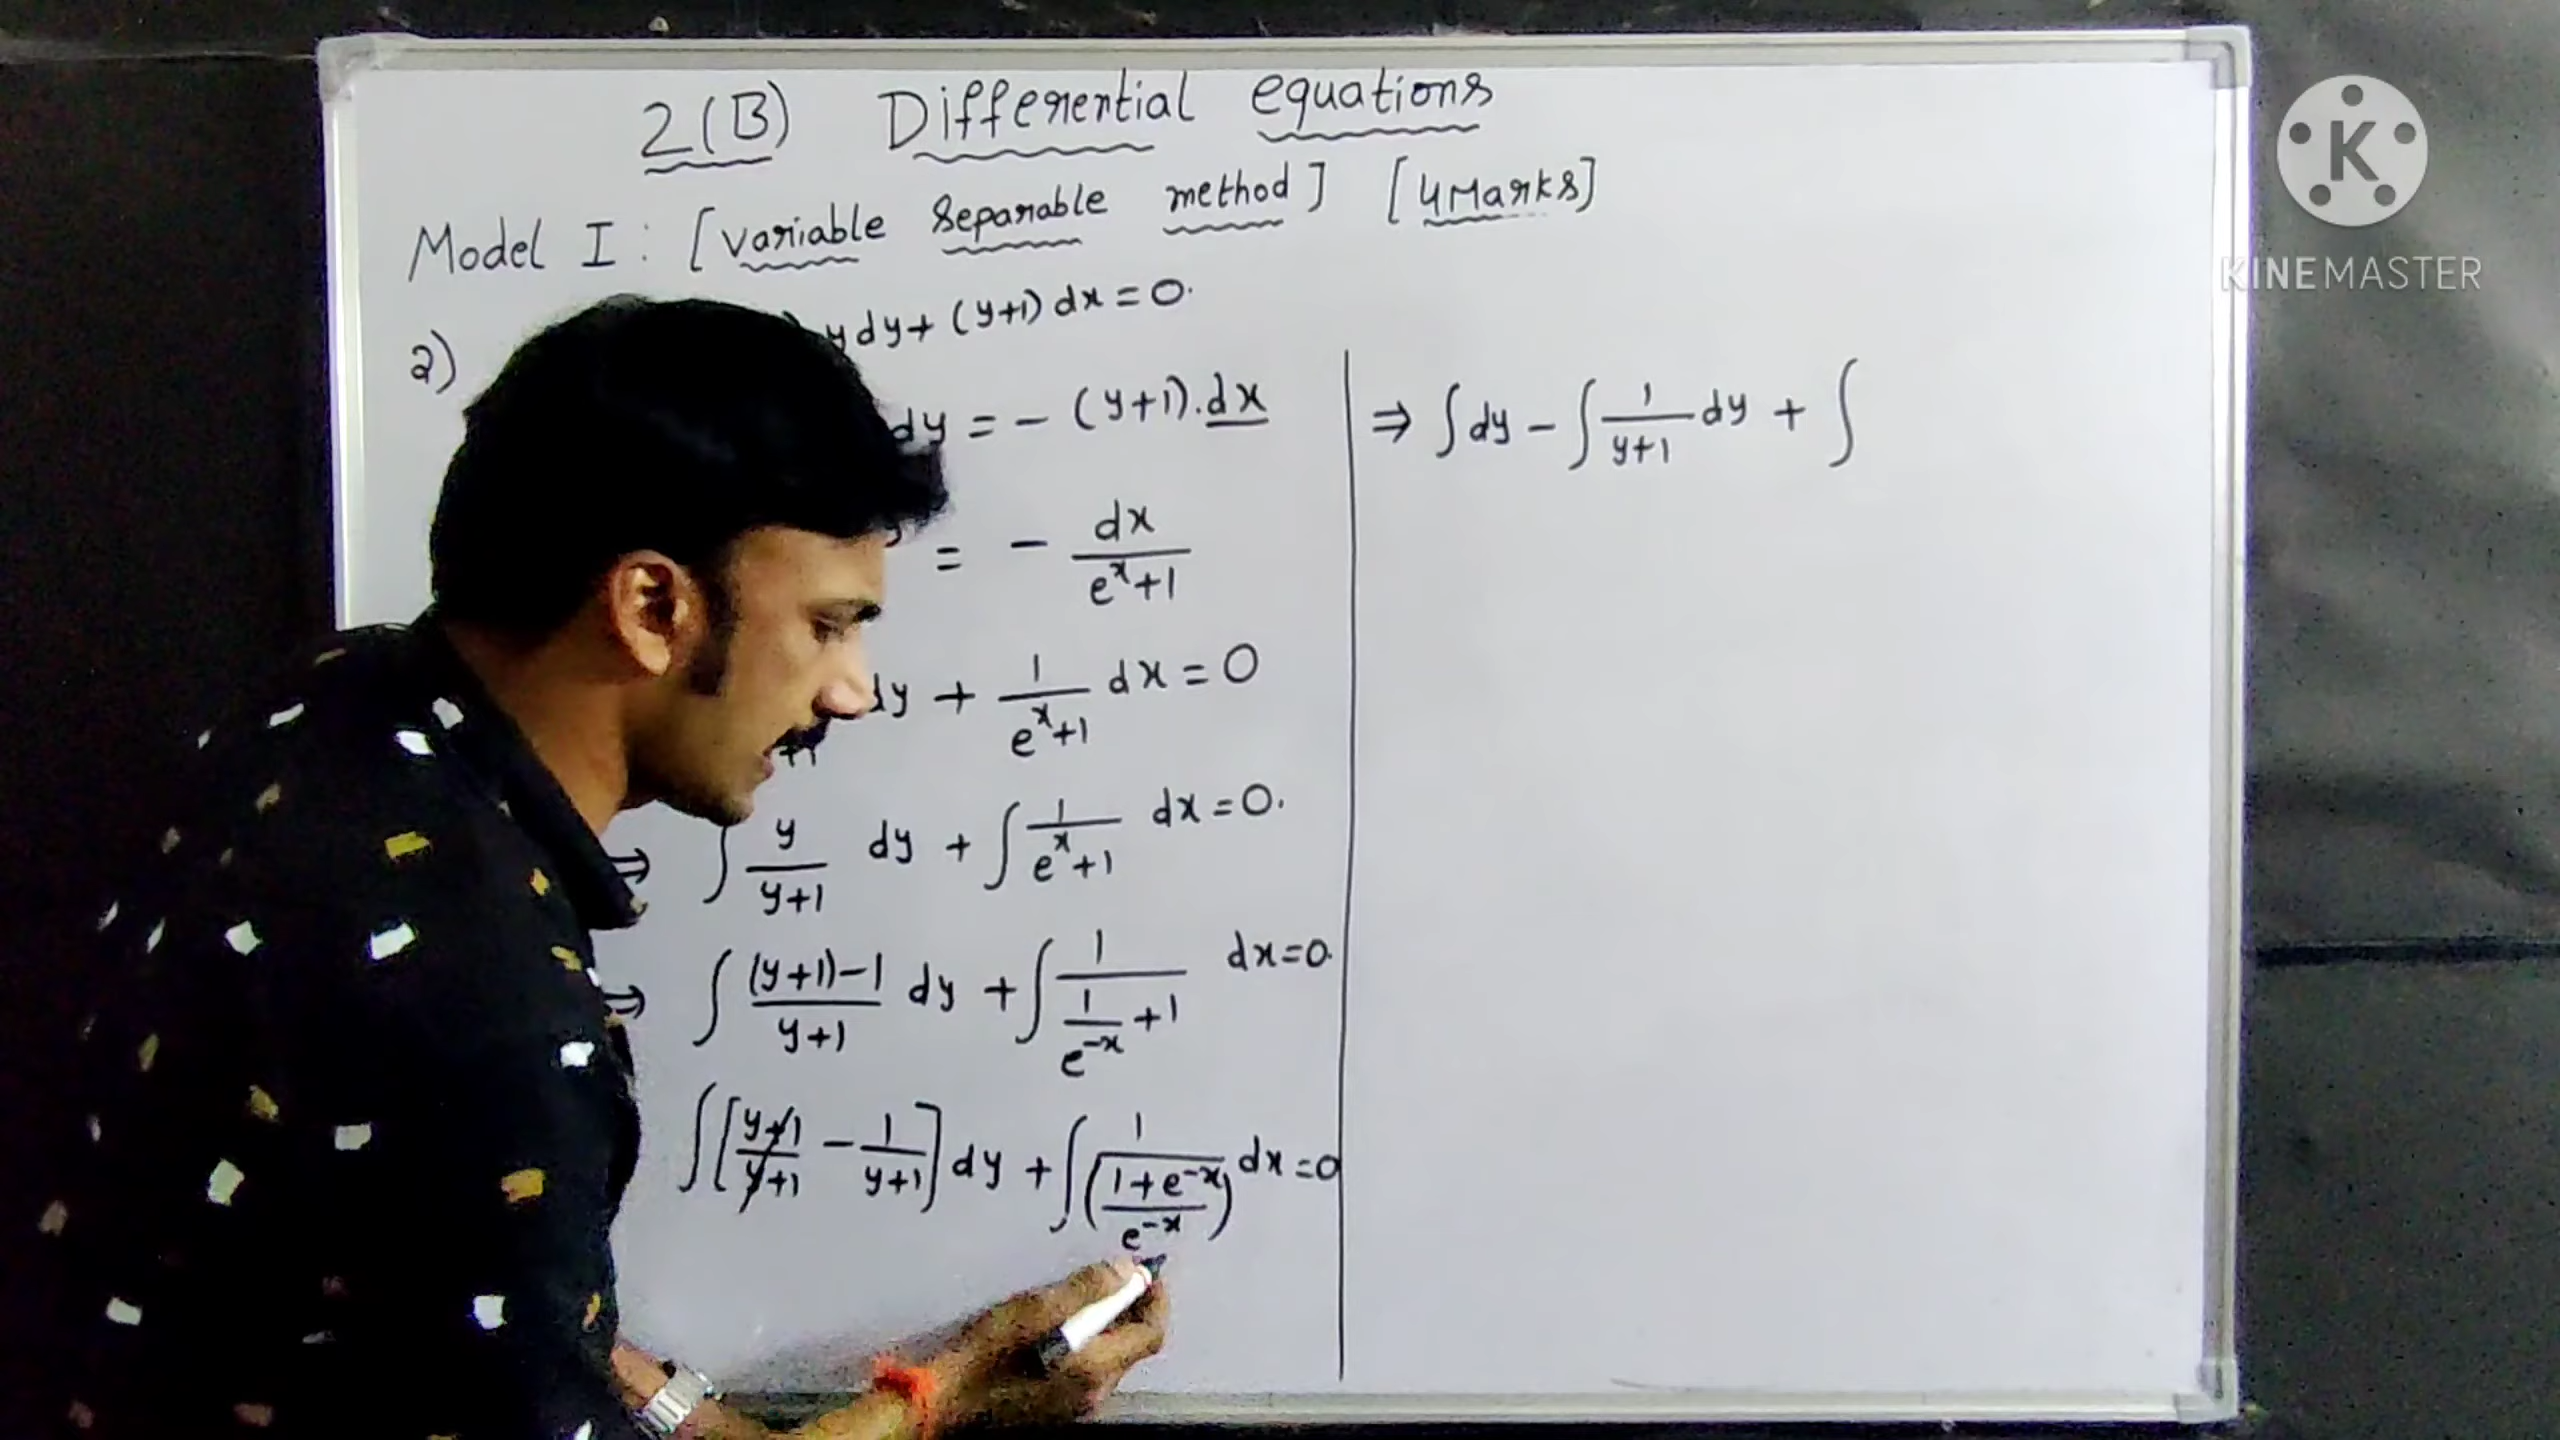 2(B) Differential equations
Model I : [Variable Separable method] [4Marks]
2) y dy + (y+1) dx = 0.
dy = - (y+1). dx
= - dx / (e^x+1)
dy + 1/(e^x+1) dx = 0
⇒ ∫ y/(y+1) dy + ∫ 1/(e^x+1) dx = 0.
⇒ ∫ ((y+1)-1)/(y+1) dy + ∫ 1/(1/e^-x + 1) dx = 0.
∫ [(y+1)/(y+1) - 1/(y+1)] dy + ∫ 1/((1+e^-x)/e^-x) dx = 0
⇒ ∫ dy - ∫ 1/(y+1) dy + ∫
K
KINEMASTER